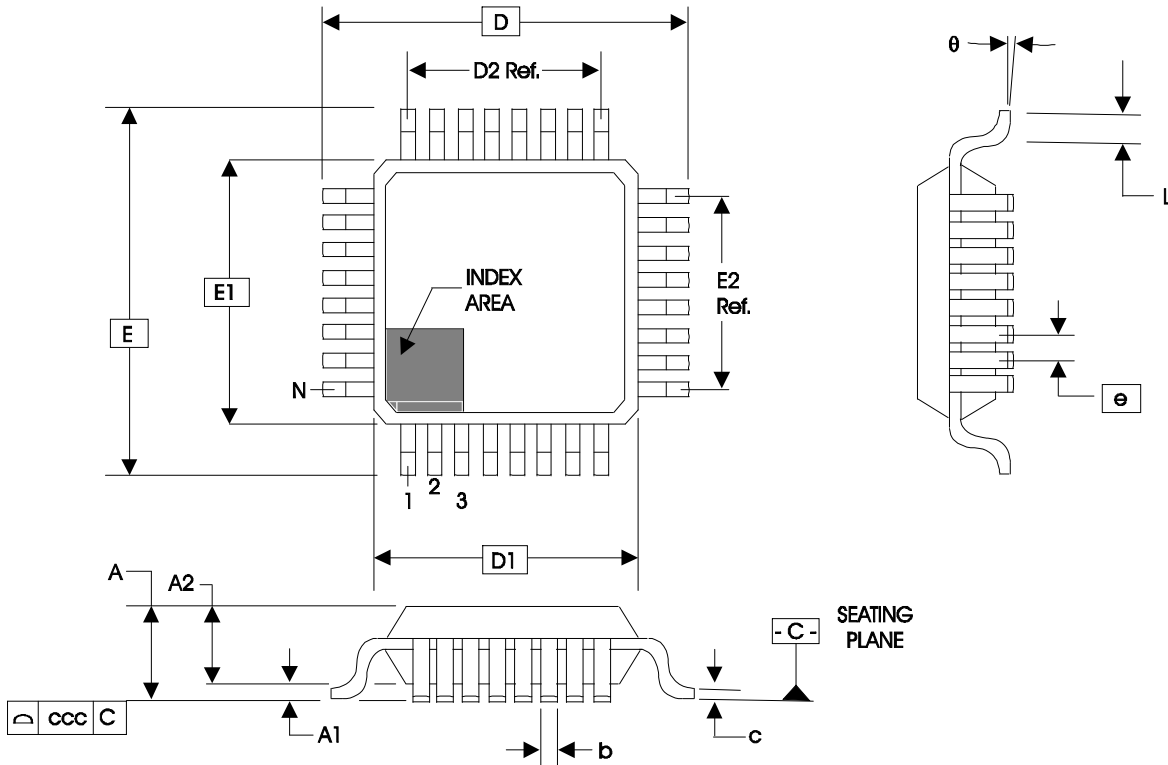 D
D2 Ref.
θ
L
E1
E
INDEX
AREA
E2
Ref.
N
e
1
2
3
D1
A
A2
- C -
SEATING
PLANE
ccc C
A1
b
c